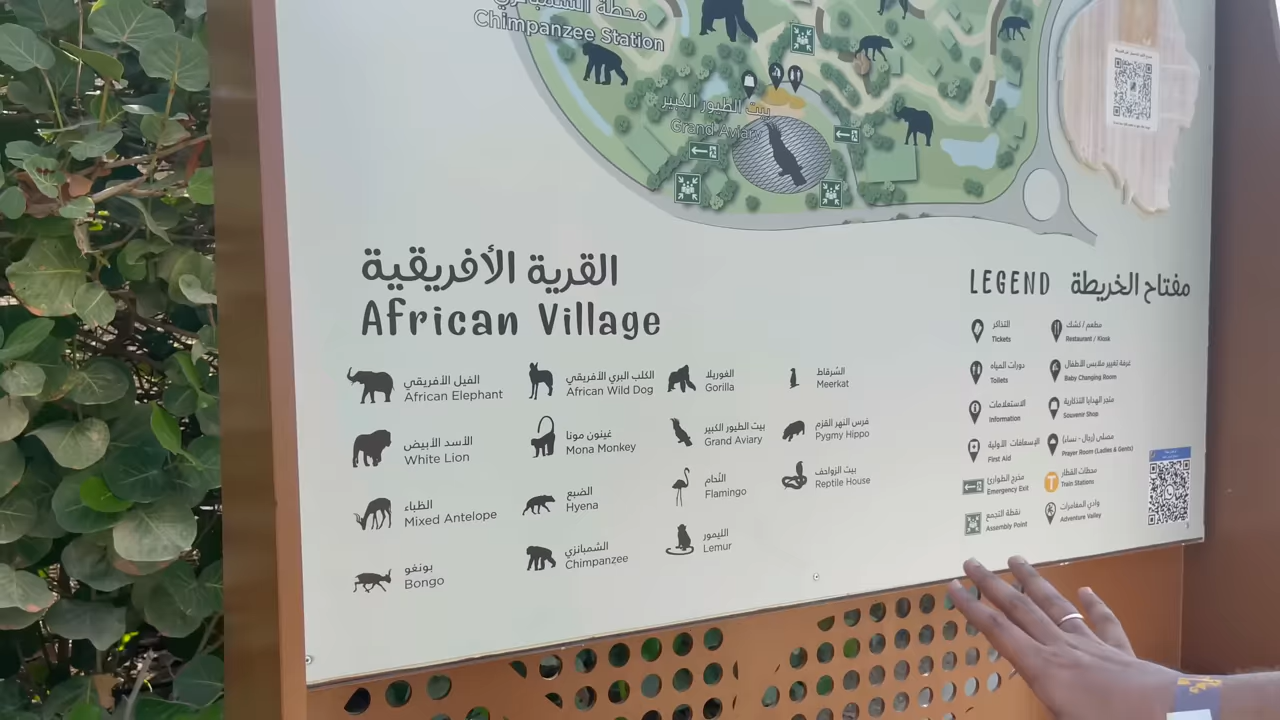 محطة الشمبانزي
Chimpanzee Station
بيت الطيور الكبير
Grand Aviary
القرية الأفريقية
African Village
الفيل الأفريقي
African Elephant
الأسد الأبيض
White Lion
الظباء
Mixed Antelope
بونغو
Bongo
الكلب البري الأفريقي
African Wild Dog
غينون مونا
Mona Monkey
الضبع
Hyena
الشمبانزي
Chimpanzee
الغوريلا
Gorilla
بيت الطيور الكبير
Grand Aviary
النُحام
Flamingo
الليمور
Lemur
السُرقاط
Meerkat
فرس النهر القزم
Pygmy Hippo
بيت الزواحف
Reptile House
LEGEND مفتاح الخريطة
التذاكر
Tickets
دورات المياه
Toilets
الاستعلامات
Information
الإسعافات الأولية
First Aid
مخرج الطوارئ
Emergency Exit
نقطة التجمع
Assembly Point
مطعم / كشك
Restaurant / Kiosk
غرفة تغيير ملابس الأطفال
Baby Changing Room
متجر الهدايا التذكارية
Souvenir Shop
مصلى (رجال - نساء)
Prayer Room (Ladies & Gents)
T
محطات القطار
Train Stations
وادي المغامرات
Adventure Valley